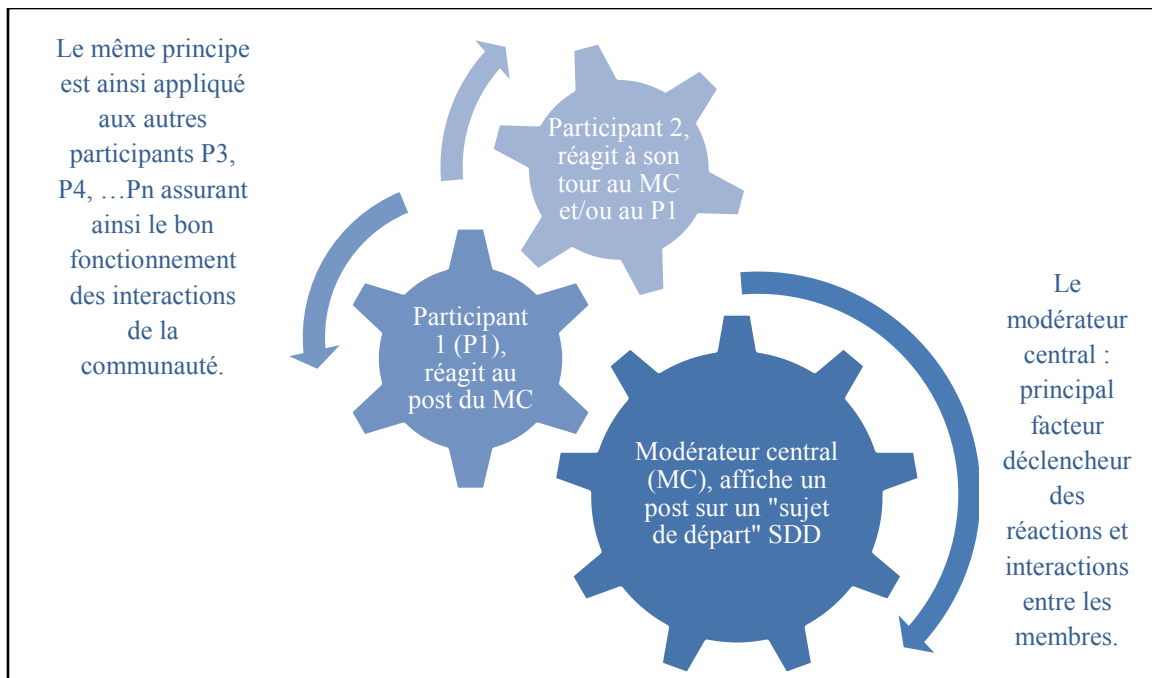 Le même principe
est ainsi appliqué
aux autres
participants P3,
P4, …Pn assurant
ainsi le bon
fonctionnement
des interactions
de la
communauté.
Participant 2,
réagit à son
tour au MC
et/ou au P1
Participant
1 (P1),
réagit au
post du MC
Modérateur central
(MC), affiche un
post sur un "sujet
de départ" SDD
Le
modérateur
central :
principal
facteur
déclencheur
des
réactions et
interactions
entre les
membres.